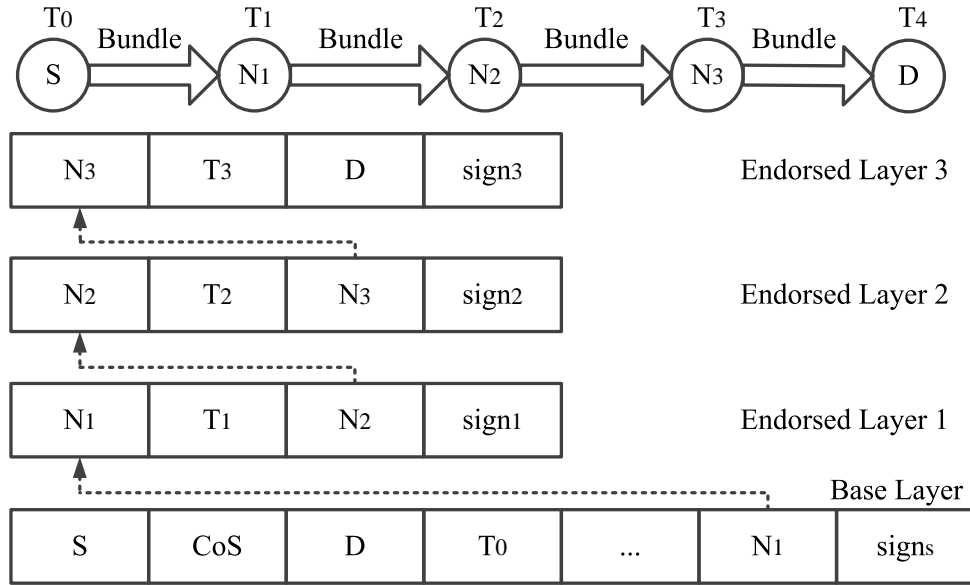 T0 T1 T2 T3 T4
Bundle Bundle Bundle Bundle
S N1 N2 N3 D
N3 T3 D sign3 Endorsed Layer 3
N2 T2 N3 sign2 Endorsed Layer 2
N1 T1 N2 sign1 Endorsed Layer 1
Base Layer
S CoS D T0 ... N1 signs